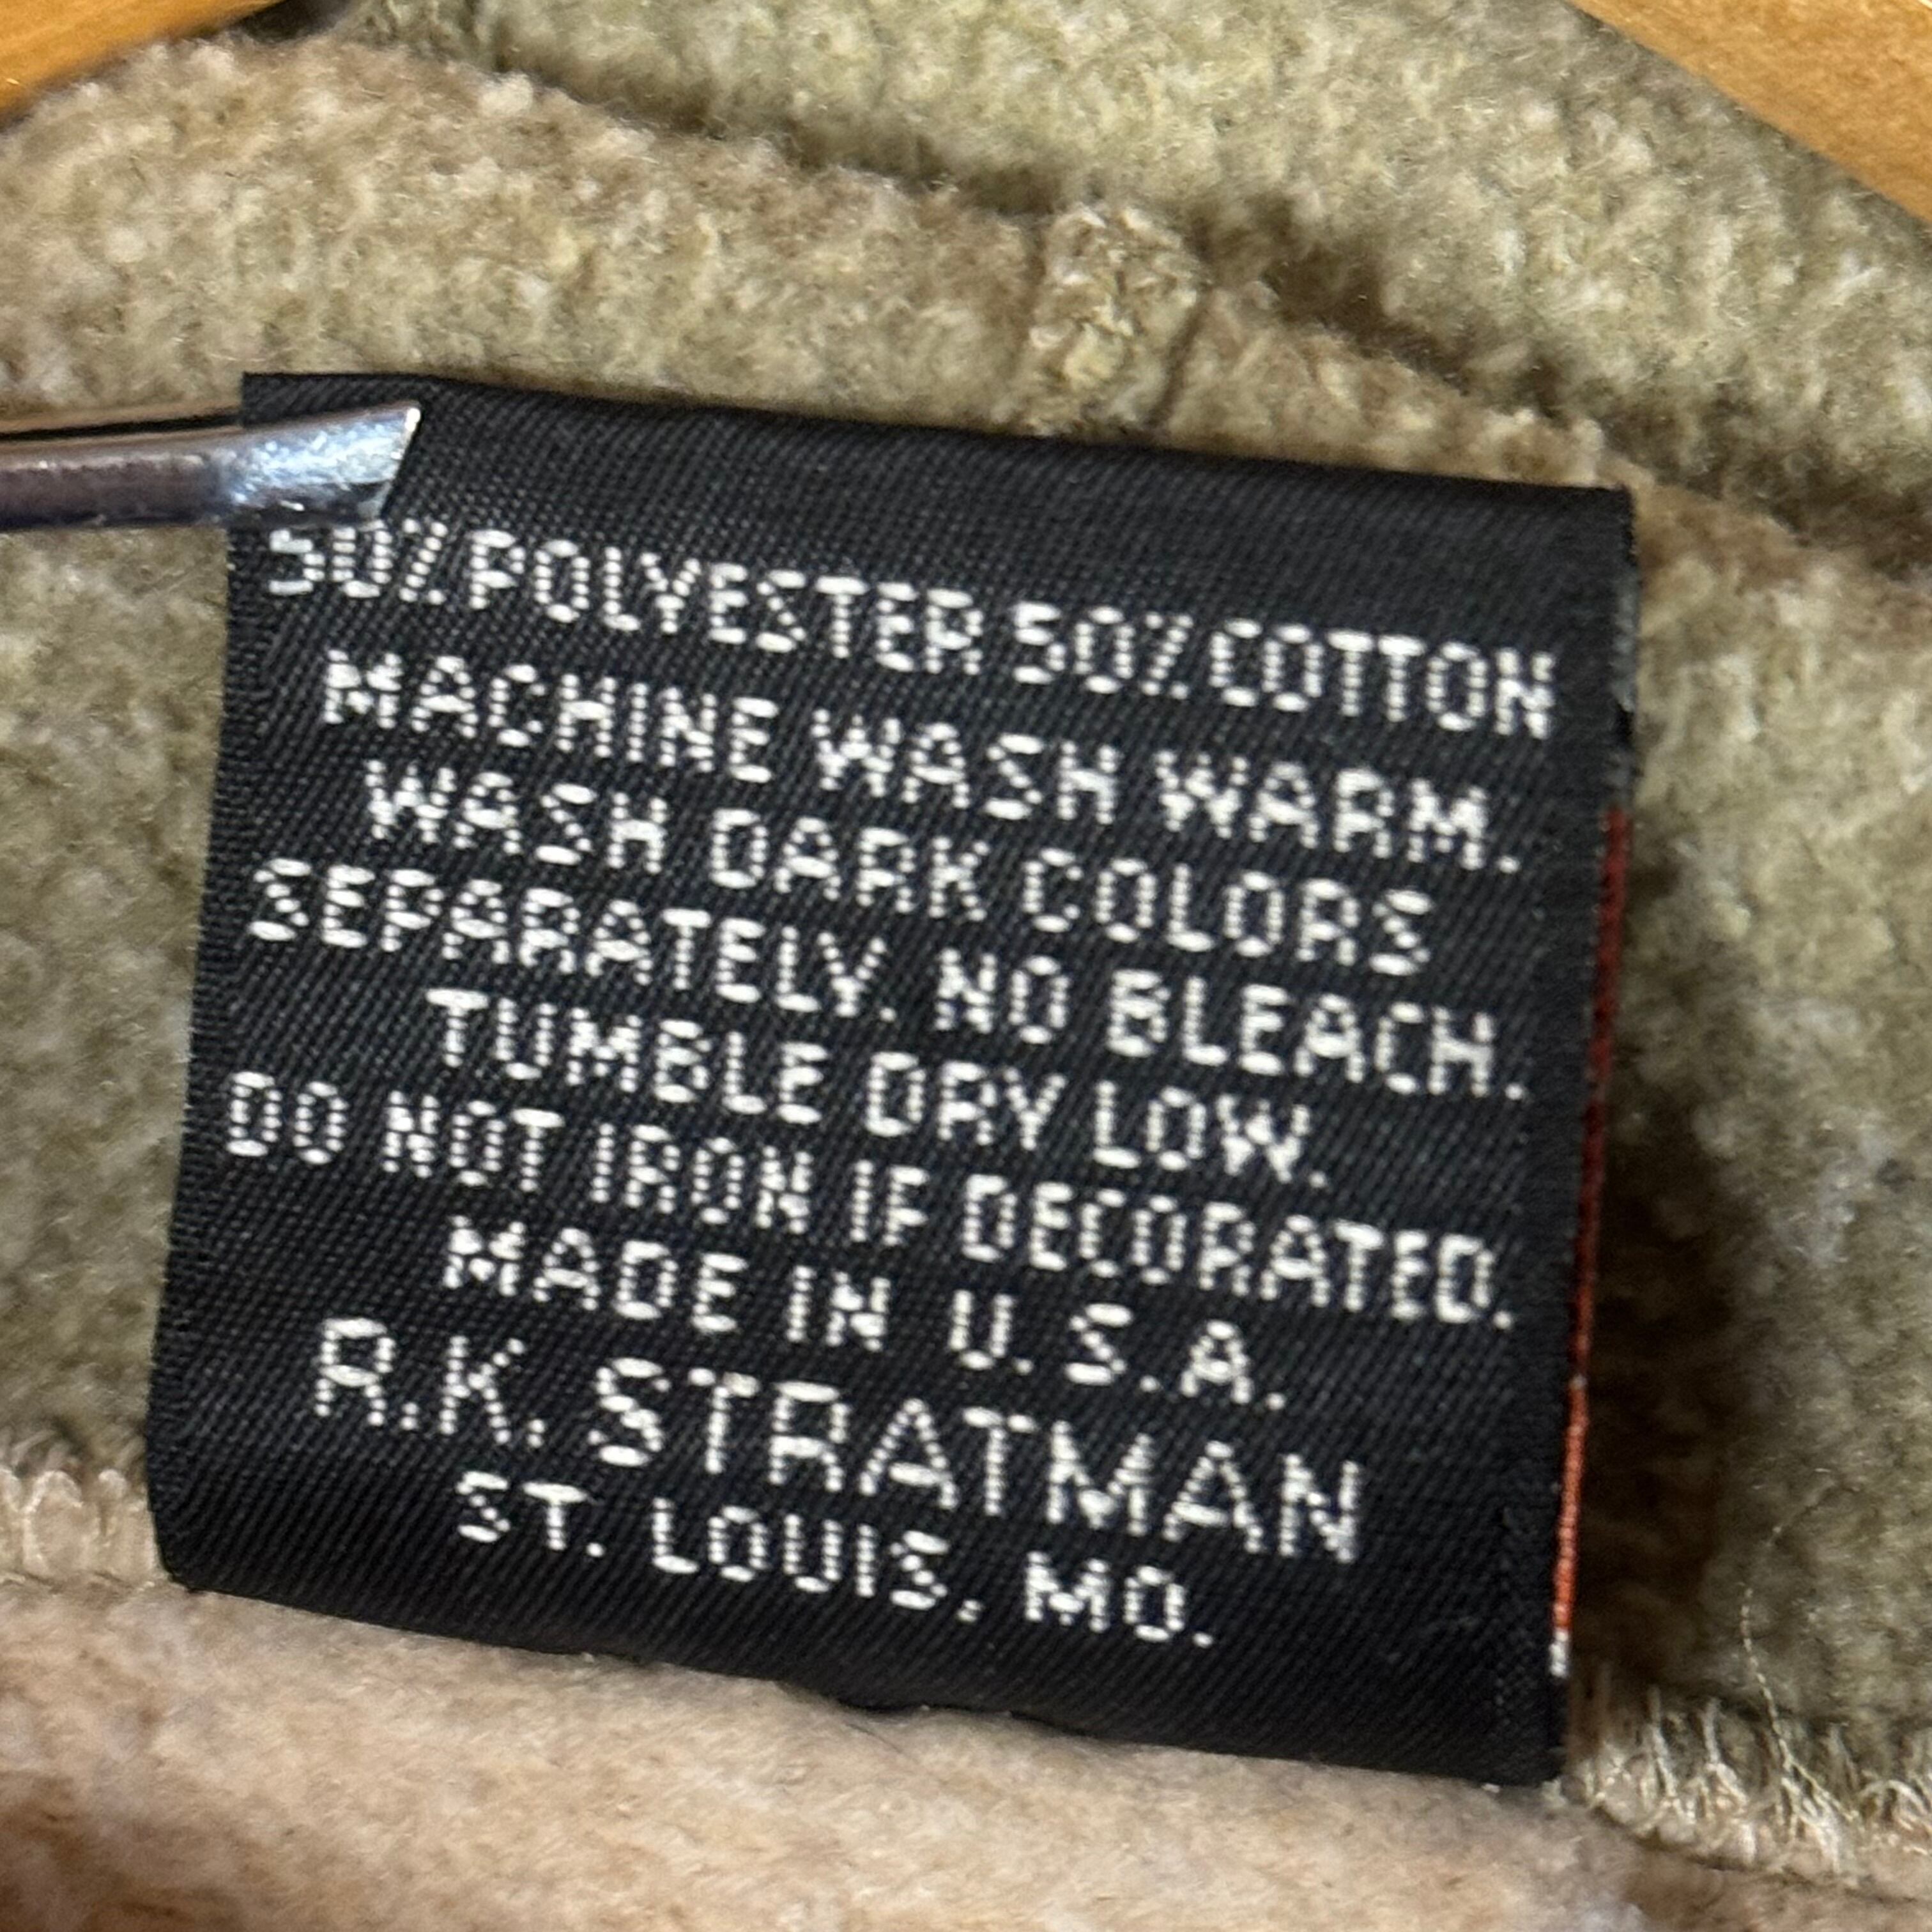 50% POLYESTER 50% COTTON
MACHINE WASH WARM.
WASH DARK COLORS
SEPARATELY. NO BLEACH.
TUMBLE DRY LOW.
DO NOT IRON IF DECORATED.
MADE IN U.S.A.
R.K. STRATMAN
ST. LOUIS, MO.